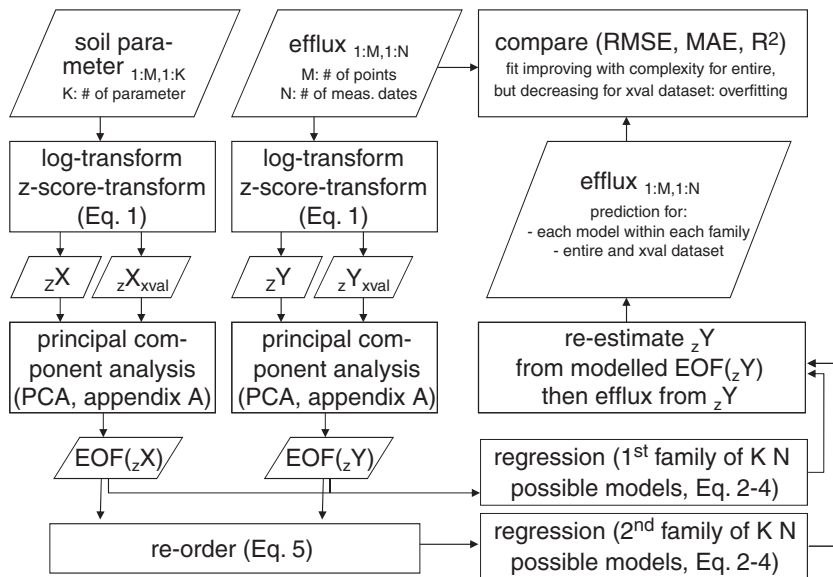 soil para-
meter 1:M,1:K
K: # of parameter
efflux 1:M,1:N
M: # of points
N: # of meas. dates
compare (RMSE, MAE, R²)
fit improving with complexity for entire,
but decreasing for xval dataset: overfitting
log-transform
z-score-transform
(Eq. 1)
log-transform
z-score-transform
(Eq. 1)
efflux 1:M,1:N
prediction for:
- each model within each family
- entire and xval dataset
zX
zXxval
zY
zYxval
principal com-
ponent analysis
(PCA, appendix A)
principal com-
ponent analysis
(PCA, appendix A)
re-estimate zY
from modelled EOF(zY)
then efflux from zY
EOF(zX)
EOF(zY)
regression (1st family of K N
possible models, Eq. 2-4)
re-order (Eq. 5)
regression (2nd family of K N
possible models, Eq. 2-4)